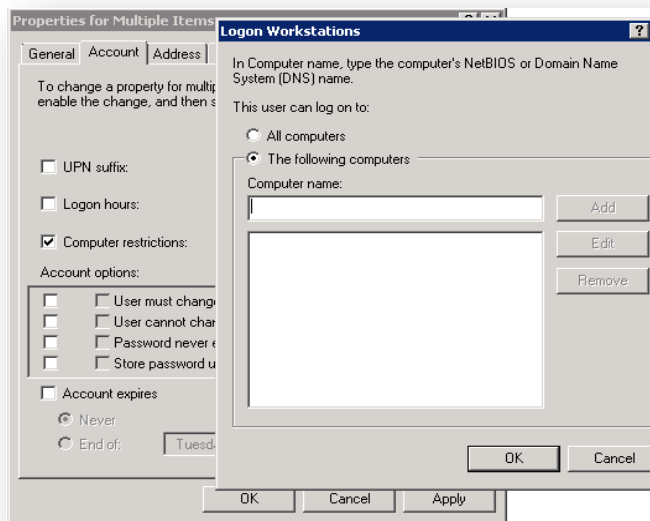 Properties for Multiple Items
General
Account
Address
To change a property for multip
enable the change, and then s
UPN suffix:
Logon hours:
Computer restrictions:
Account options:
User must change
User cannot char
Password never e
Store password u
Account expires
Never
End of:
Tuesda
OK
Cancel
Apply
Logon Workstations
?
In Computer name, type the computer's NetBIOS or Domain Name
System (DNS) name.
This user can log on to:
All computers
The following computers
Computer name:
Add
Edit
Remove
OK
Cancel